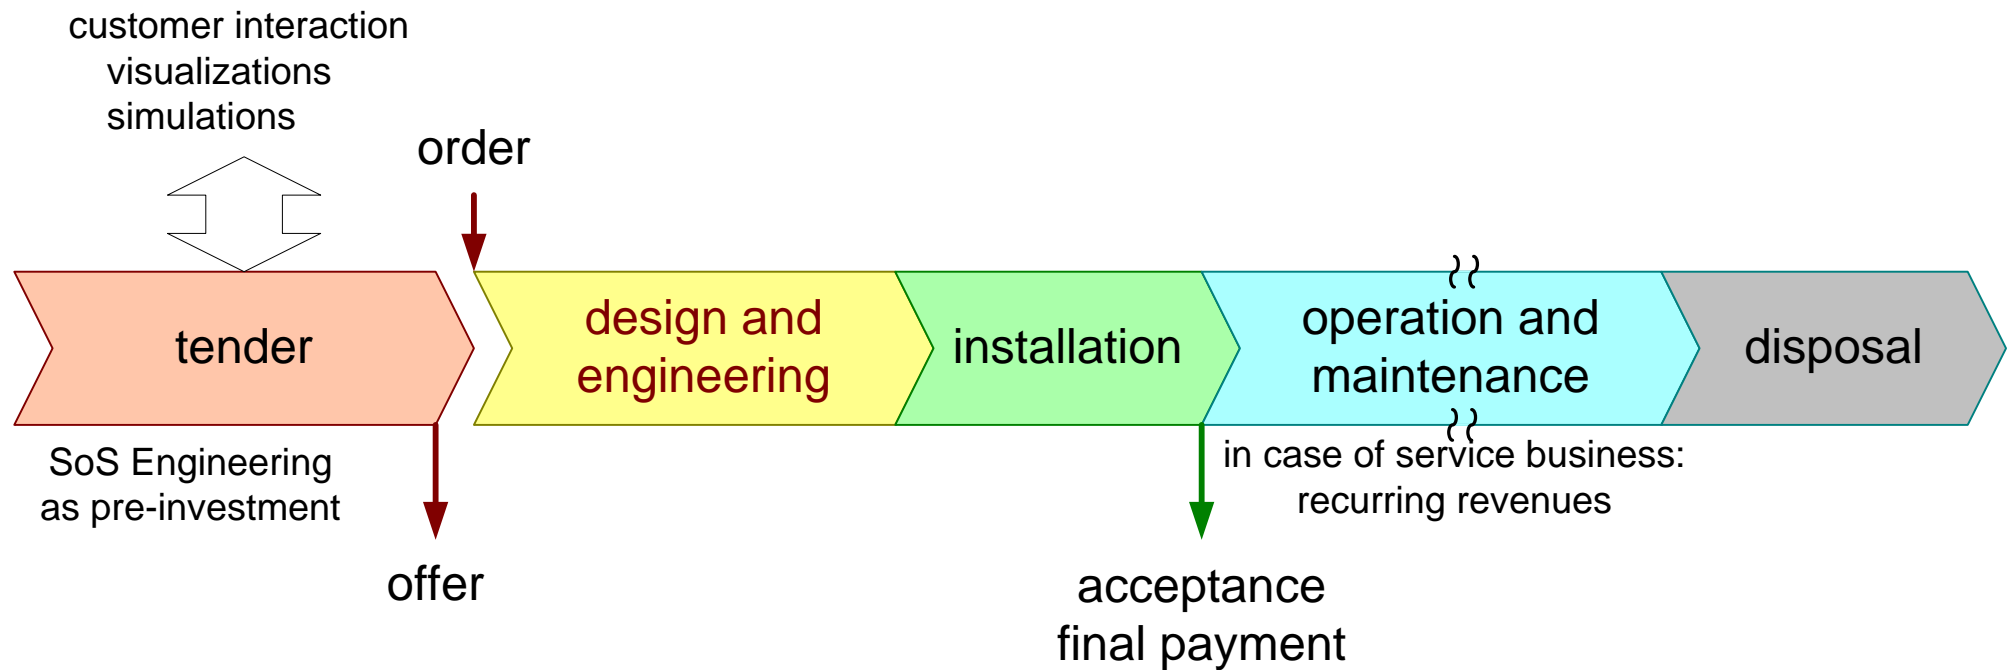 customer interaction
visualizations
simulations
order
tender
design and
engineering
installation
operation and
maintenance
disposal
SoS Engineering
as pre-investment
in case of service business:
recurring revenues
offer
acceptance
final payment